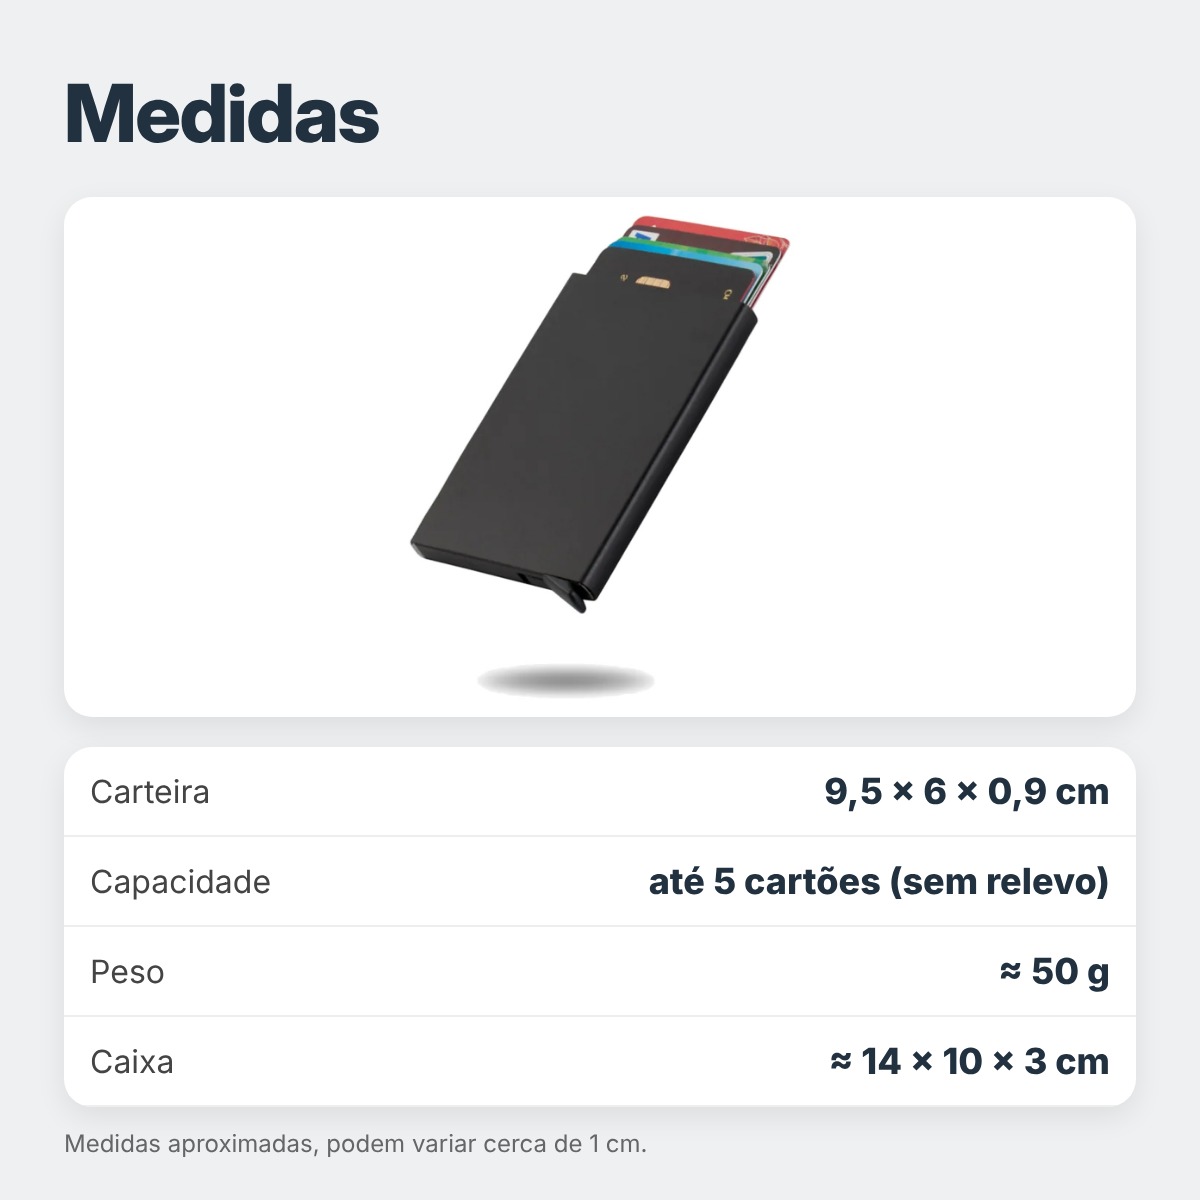 Medidas
Carteira 9,5 × 6 × 0,9 cm
Capacidade até 5 cartões (sem relevo)
Peso ≈ 50 g
Caixa ≈ 14 × 10 × 3 cm
Medidas aproximadas, podem variar cerca de 1 cm.